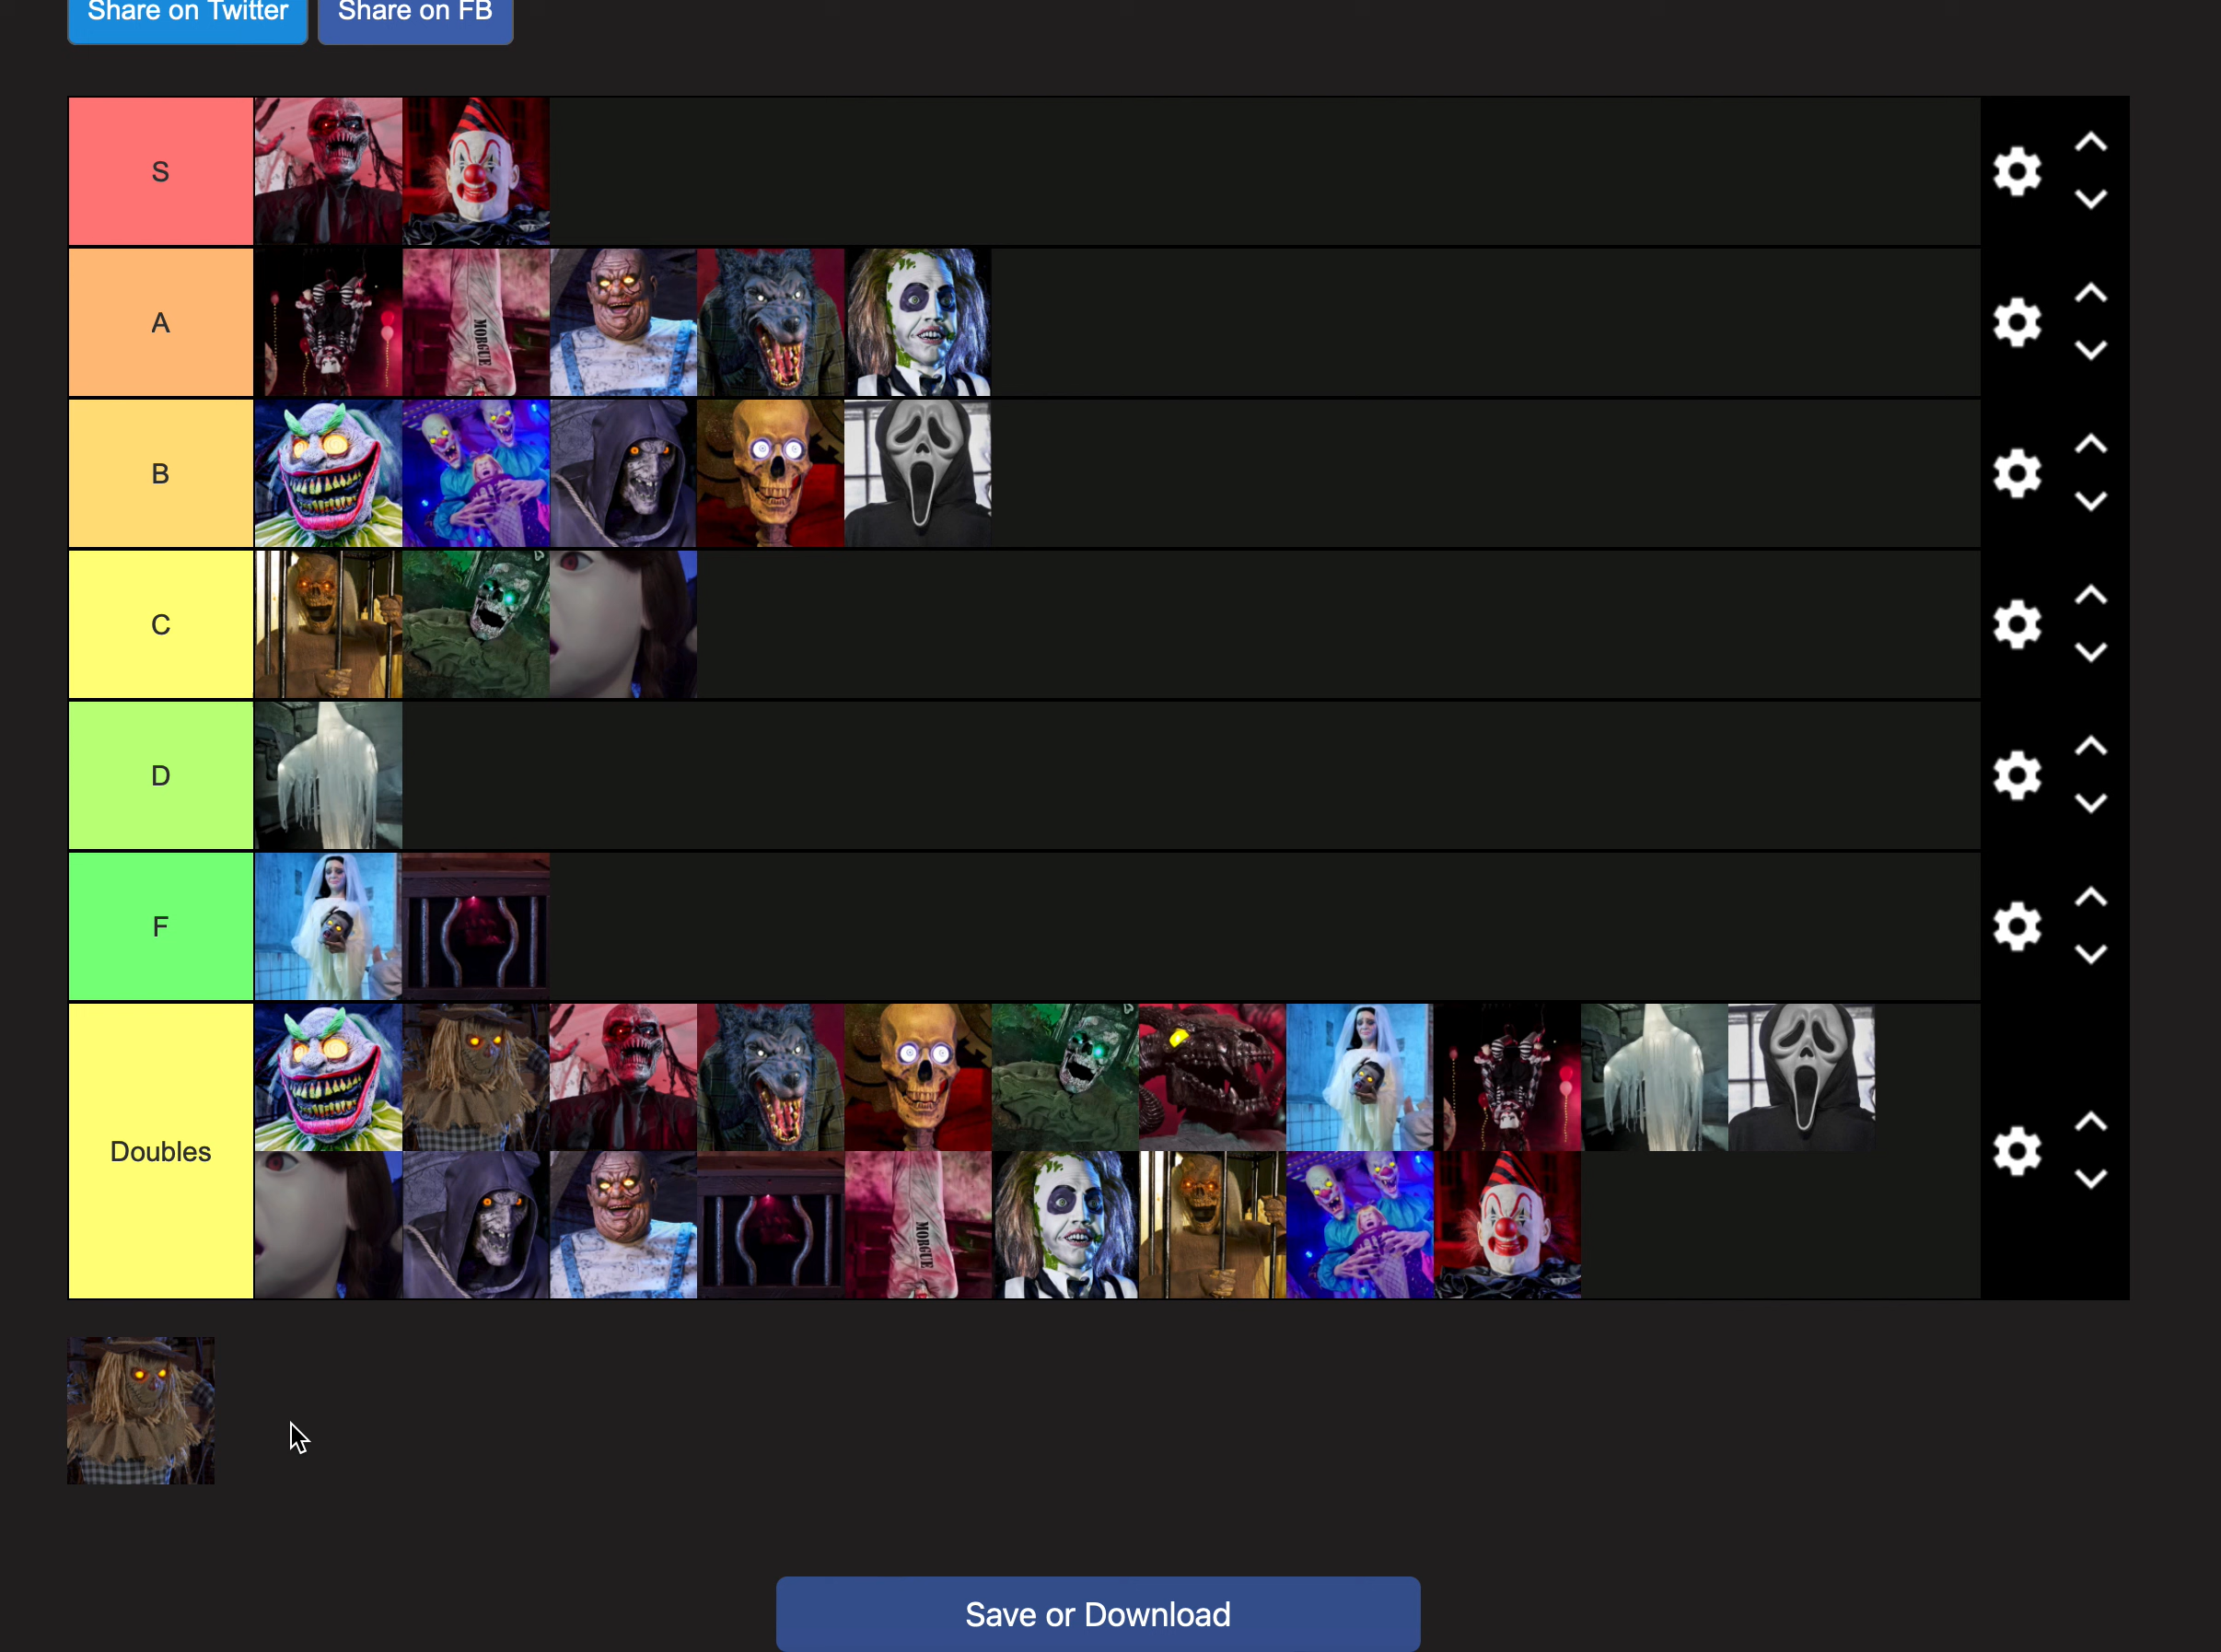 Share on Twitter
Share on FB
S
A
MORGUE
B
C
D
F
Doubles
MORGUE
Save or Download